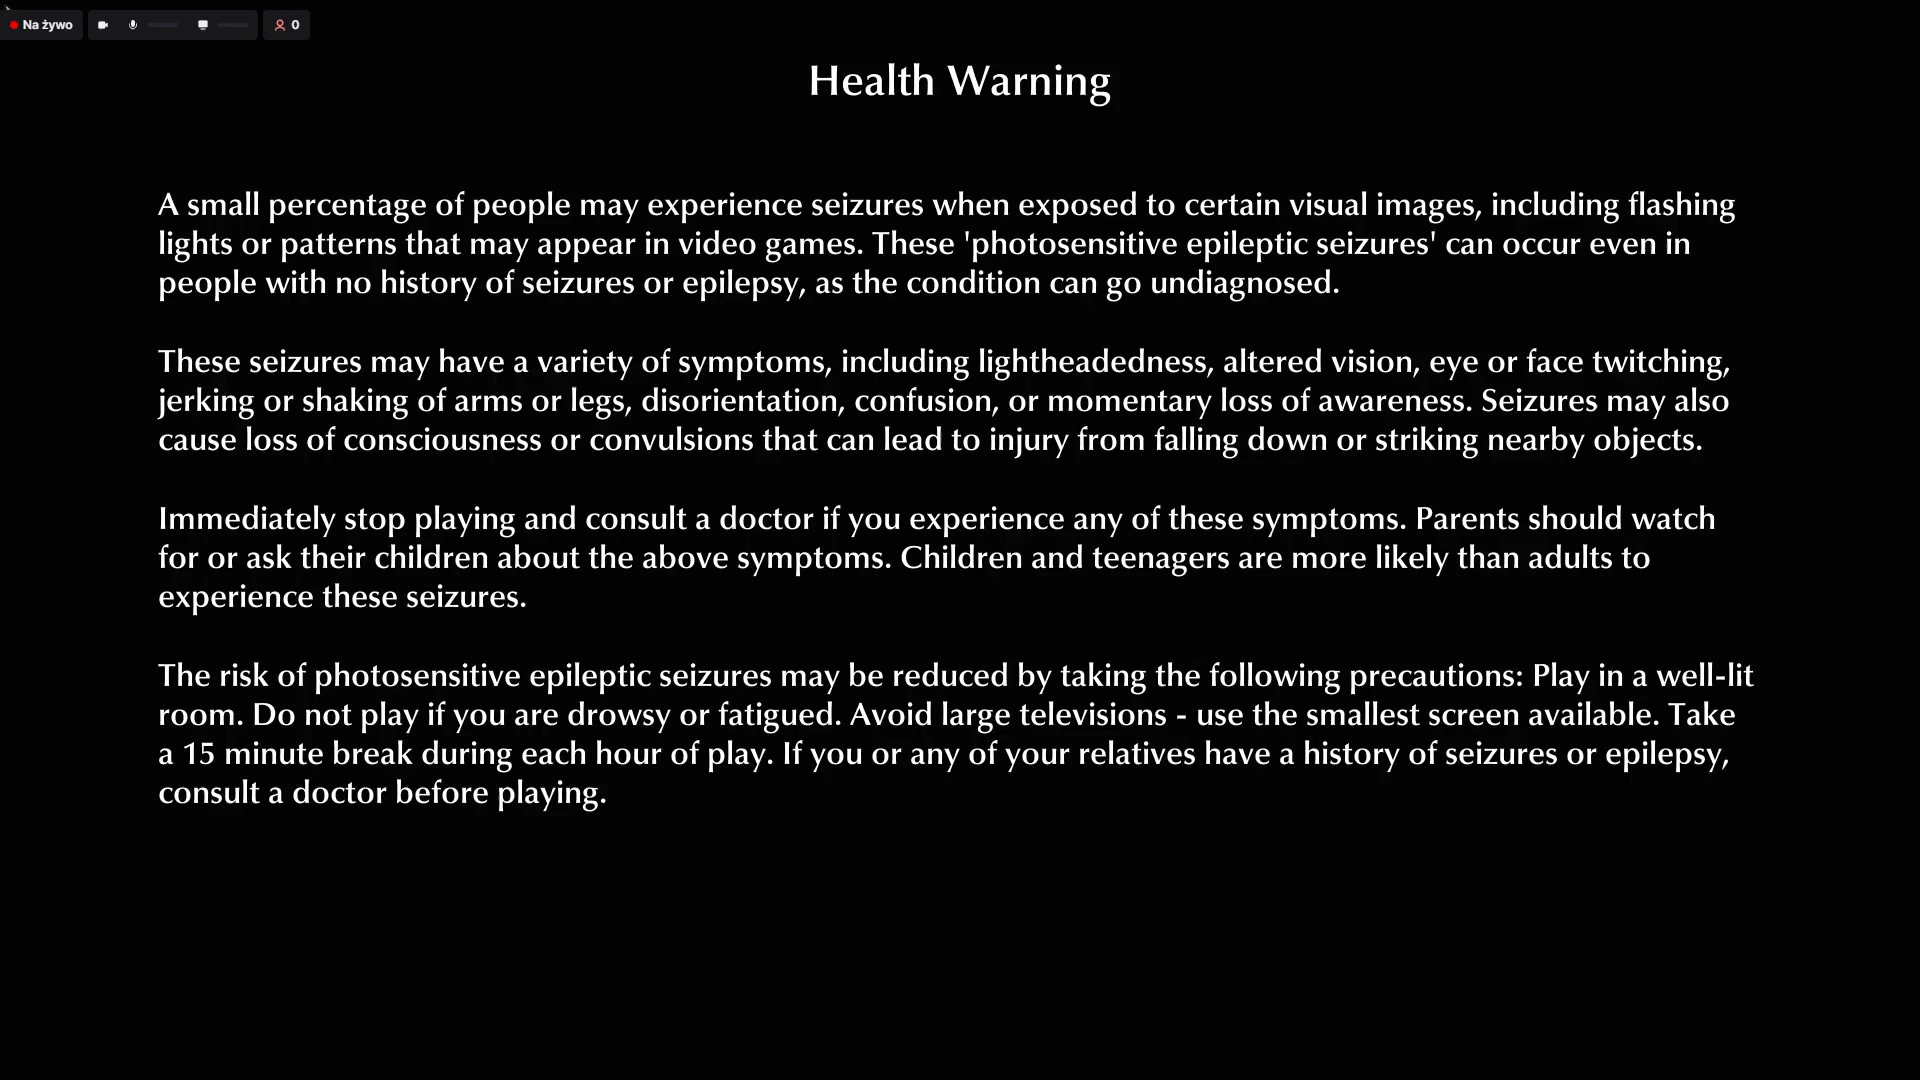 Na żywo
0
Health Warning
A small percentage of people may experience seizures when exposed to certain visual images, including flashing
lights or patterns that may appear in video games. These 'photosensitive epileptic seizures' can occur even in
people with no history of seizures or epilepsy, as the condition can go undiagnosed.
These seizures may have a variety of symptoms, including lightheadedness, altered vision, eye or face twitching,
jerking or shaking of arms or legs, disorientation, confusion, or momentary loss of awareness. Seizures may also
cause loss of consciousness or convulsions that can lead to injury from falling down or striking nearby objects.
Immediately stop playing and consult a doctor if you experience any of these symptoms. Parents should watch
for or ask their children about the above symptoms. Children and teenagers are more likely than adults to
experience these seizures.
The risk of photosensitive epileptic seizures may be reduced by taking the following precautions: Play in a well-lit
room. Do not play if you are drowsy or fatigued. Avoid large televisions - use the smallest screen available. Take
a 15 minute break during each hour of play. If you or any of your relatives have a history of seizures or epilepsy,
consult a doctor before playing.